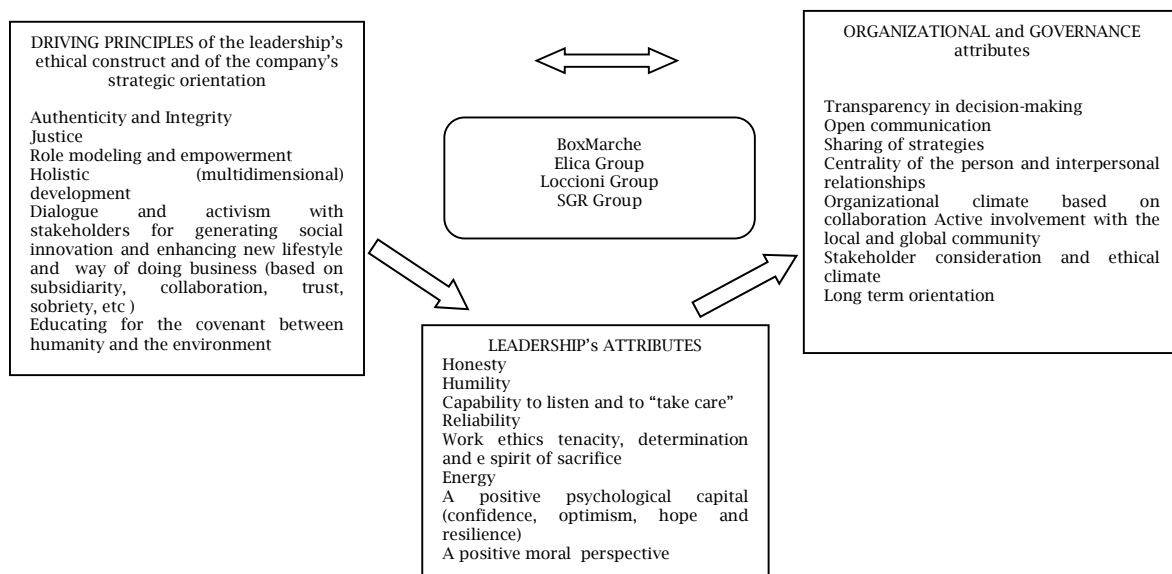 DRIVING PRINCIPLES of the leadership's
ethical construct and of the company's
strategic orientation
Authenticity and Integrity
Justice
Role modeling and empowerment
Holistic (multidimensional)
development
Dialogue and activism with
stakeholders for generating social
innovation and enhancing new lifestyle
and way of doing business (based on
subsidiarity, collaboration, trust,
sobriety, etc )
Educating for the covenant between
humanity and the environment
BoxMarche
Elica Group
Loccioni Group
SGR Group
LEADERSHIP's ATTRIBUTES
Honesty
Humility
Capability to listen and to “take care”
Reliability
Work ethics tenacity, determination
and e spirit of sacrifice
Energy
A positive psychological capital
(confidence, optimism, hope and
resilience)
A positive moral perspective
ORGANIZATIONAL and GOVERNANCE
attributes
Transparency in decision-making
Open communication
Sharing of strategies
Centrality of the person and interpersonal
relationships
Organizational climate based on
collaboration Active involvement with the
local and global community
Stakeholder consideration and ethical
climate
Long term orientation